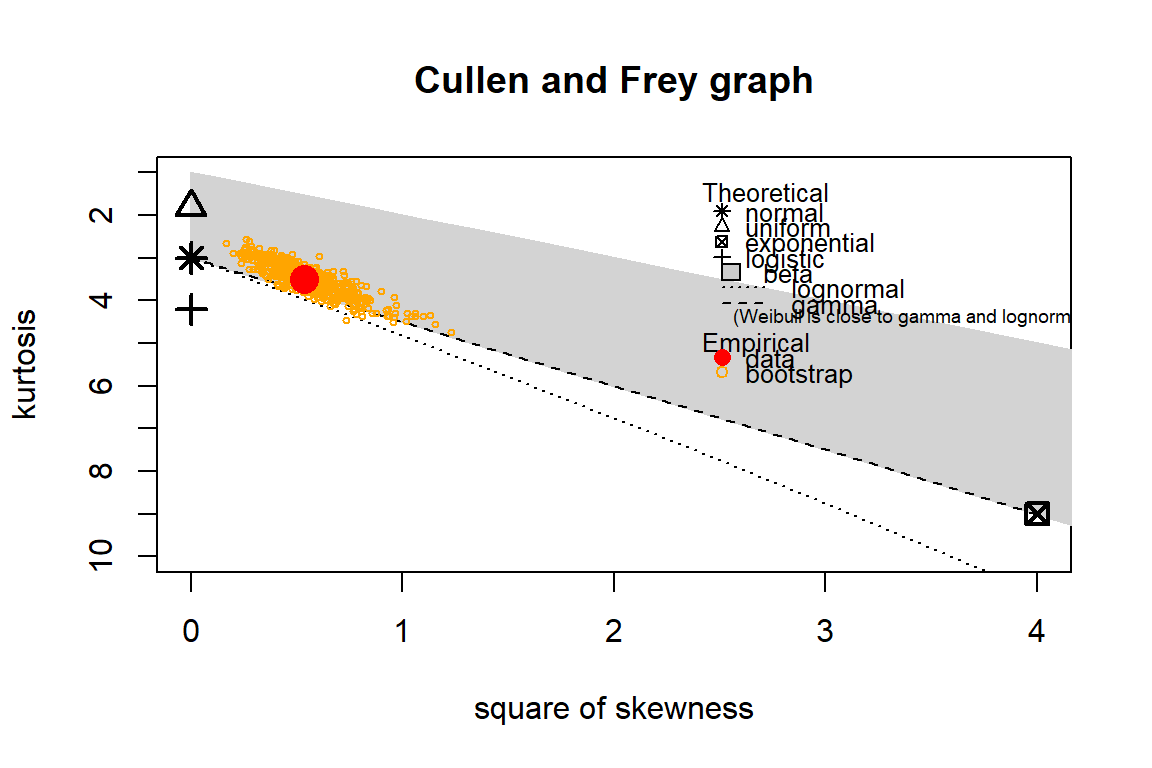 Cullen and Frey graph
kurtosis
2
4
6
8
10
Theoretical
normal
uniform
exponential
logistic
beta
lognormal
gamma
(Weibull is close to gamma and lognorm
Empirical
data
bootstrap
0 1 2 3 4
square of skewness